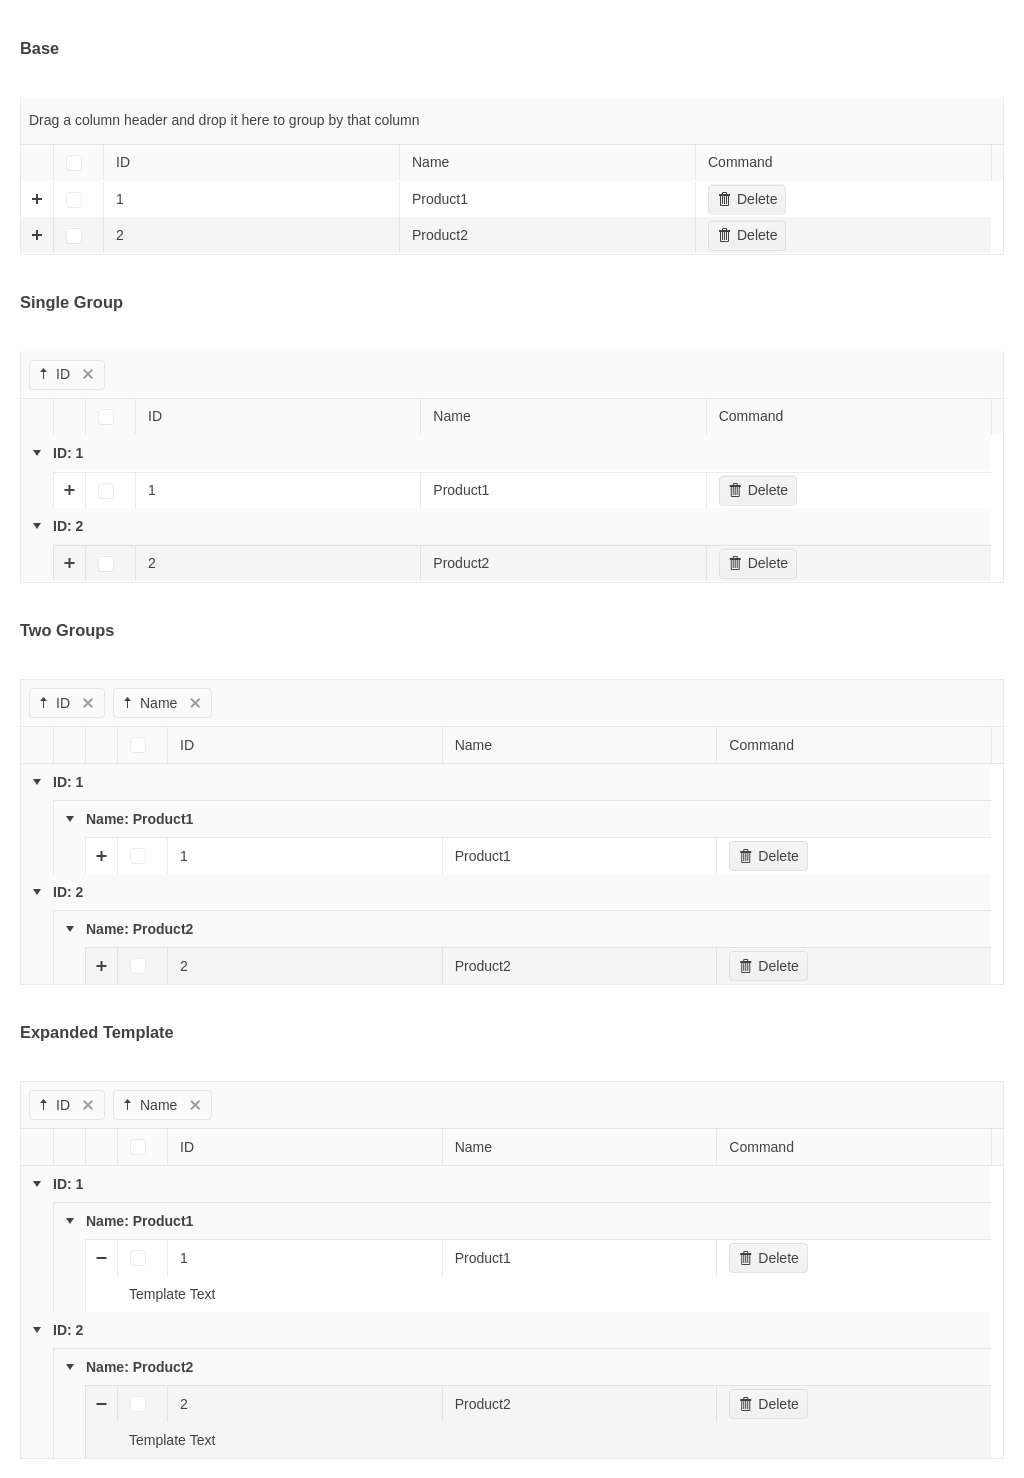 Base
Drag a column header and drop it here to group by that column
ID Name Command
1 Product1 Delete
2 Product2 Delete
Single Group
ID
ID Name Command
ID: 1
1 Product1 Delete
ID: 2
2 Product2 Delete
Two Groups
ID Name
ID Name Command
ID: 1
Name: Product1
1 Product1 Delete
ID: 2
Name: Product2
2 Product2 Delete
Expanded Template
ID Name
ID Name Command
ID: 1
Name: Product1
1 Product1 Delete
Template Text
ID: 2
Name: Product2
2 Product2 Delete
Template Text